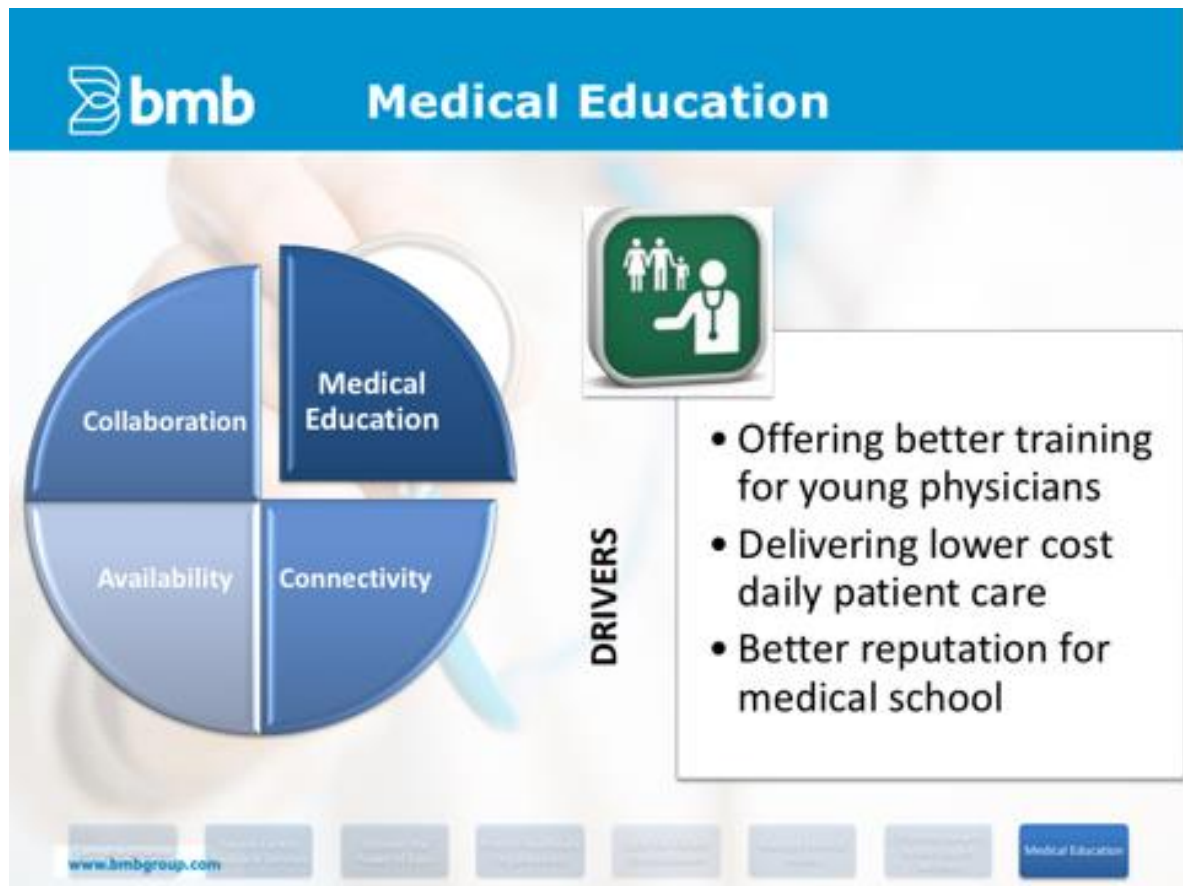 bmb
Medical Education
Collaboration
Medical
Education
Availability
Connectivity
DRIVERS
• Offering better training
for young physicians
• Delivering lower cost
daily patient care
• Better reputation for
medical school
www.bmbgroup.com
Medical Education